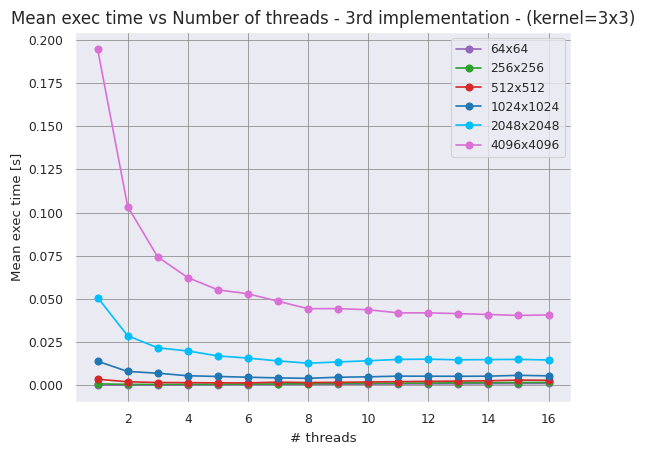 Mean exec time vs Number of threads - 3rd implementation - (kernel=3x3)
0.200
0.175
0.150
0.125
0.100
0.075
0.050
0.025
0.000
Mean exec time [s]
64x64
256x256
512x512
1024x1024
2048x2048
4096x4096
2 4 6 8 10 12 14 16
# threads